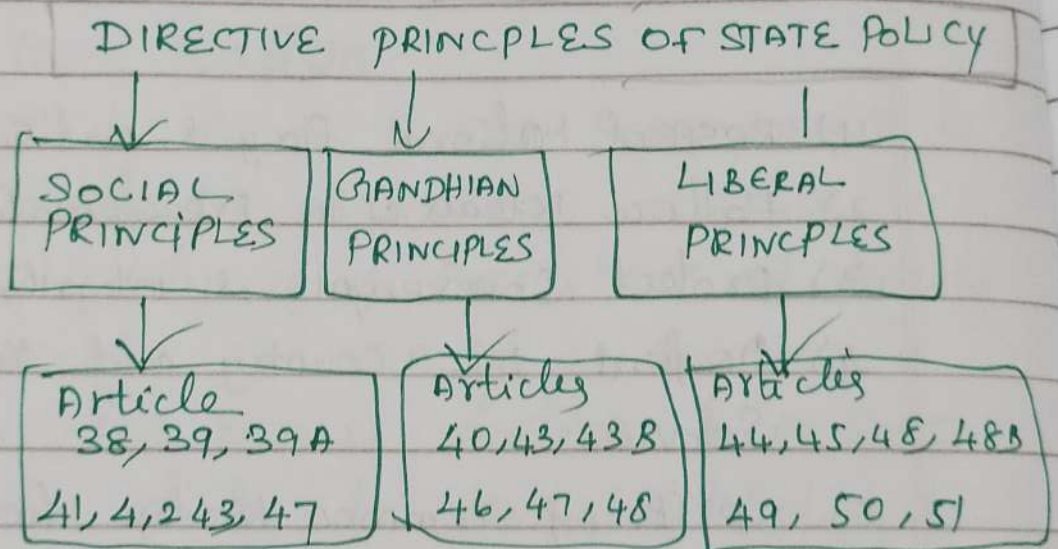 DIRECTIVE PRINCPLES OF STATE POLICY
SOCIAL
PRINCIPLES
GANDHIAN
PRINCIPLES
LIBERAL
PRINCPLES
Article
38, 39, 39A
41, 4,2 43, 47
Articles
40, 43, 43B
46, 47, 48
Articles
44, 45, 48, 48B
49, 50, 51